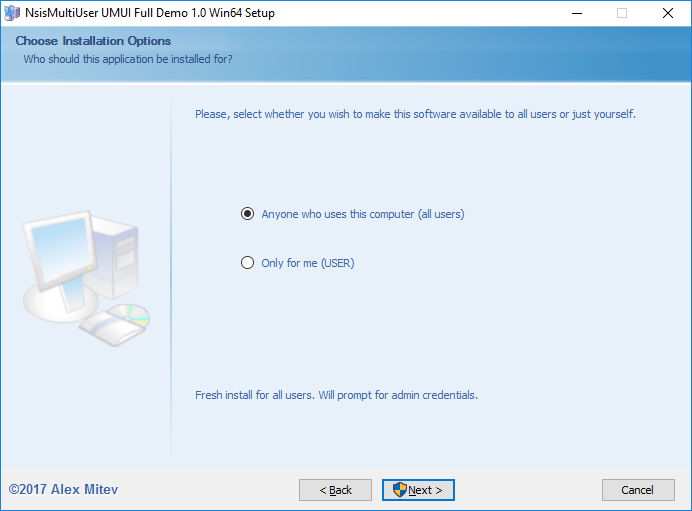 NsisMultiUser UMUI Full Demo 1.0 Win64 Setup
Choose Installation Options
Who should this application be installed for?
Please, select whether you wish to make this software available to all users or just yourself.
Anyone who uses this computer (all users)
Only for me (USER)
Fresh install for all users. Will prompt for admin credentials.
©2017 Alex Mitev
< Back
Next >
Cancel